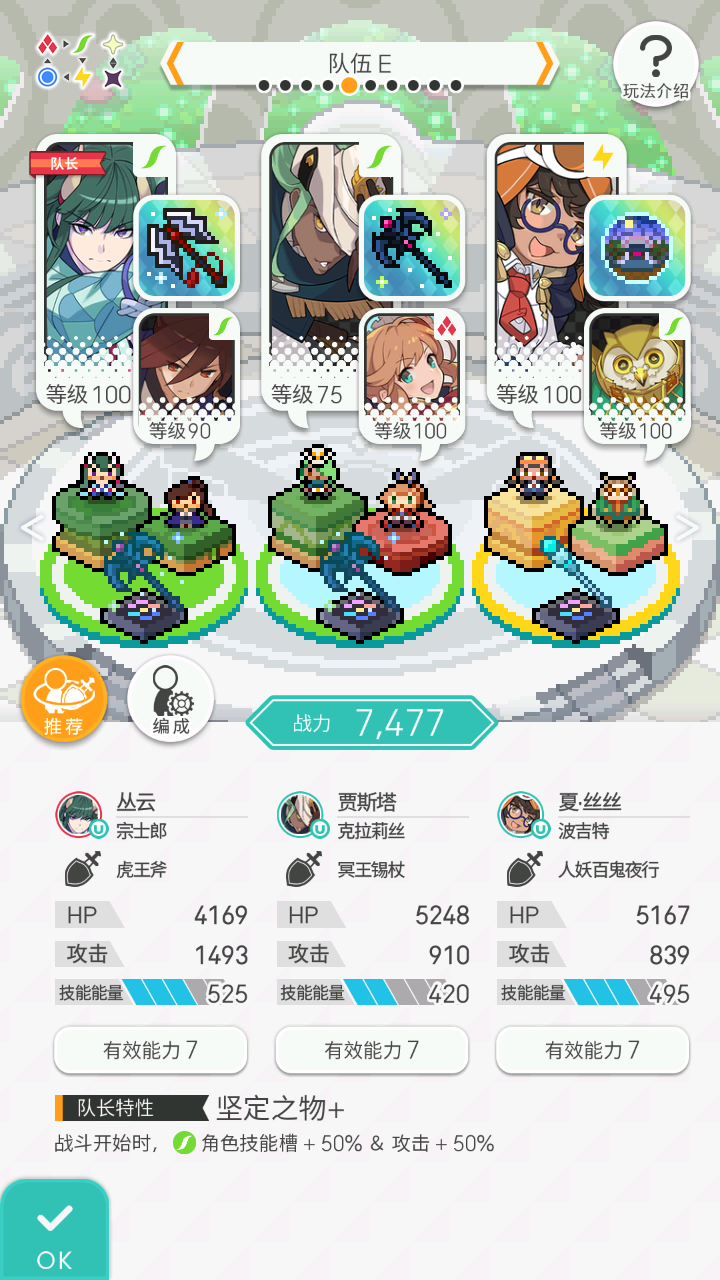 队伍 E
玩法介绍
队长
等级 100
等级90
等级 75
等级100
等级 100
等级100
推荐
编成
战力 7,477
丛云
宗士郎
虎王斧
HP 4169
攻击 1493
技能能量 525
有效能力 7
贾斯塔
克拉莉丝
冥王锡杖
HP 5248
攻击 910
技能能量 420
有效能力 7
夏·丝丝
波吉特
人妖百鬼夜行
HP 5167
攻击 839
技能能量 495
有效能力 7
队长特性 坚定之物+
战斗开始时, 角色技能槽 + 50% & 攻击 + 50%
OK